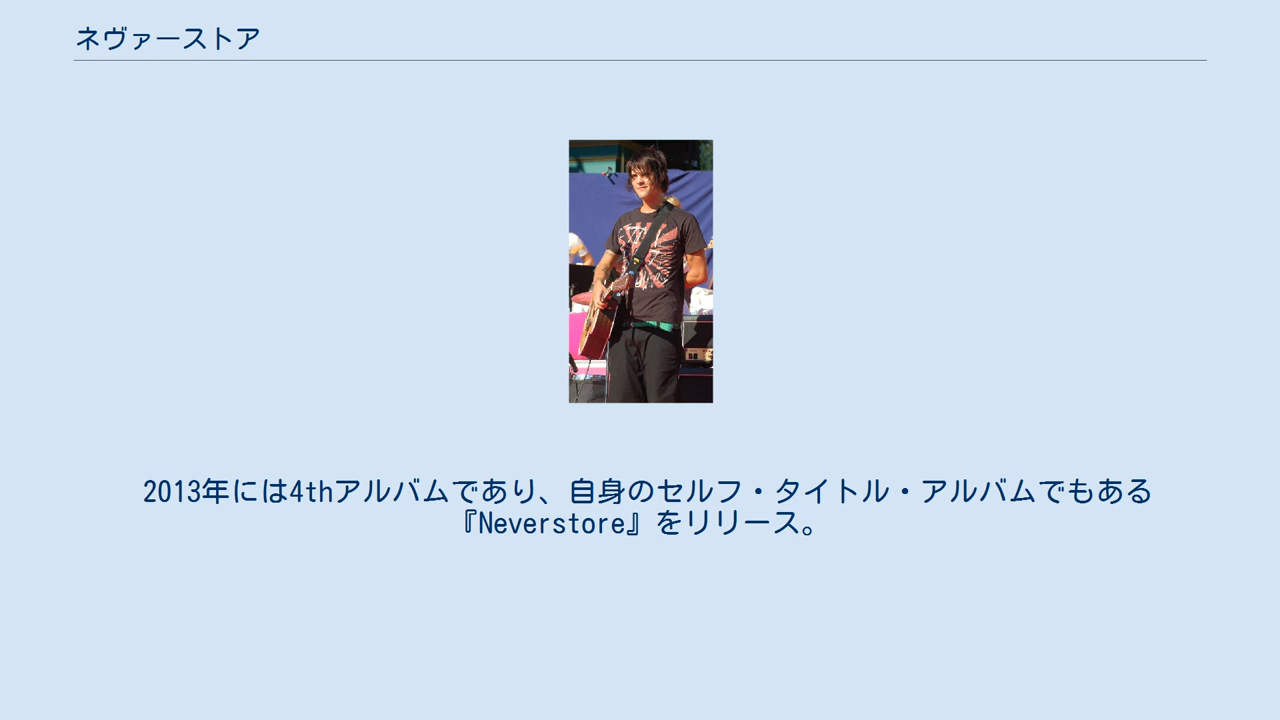 ネヴァーストア
2013年には4thアルバムであり、自身のセルフ・タイトル・アルバムでもある
『Neverstore』をリリース。